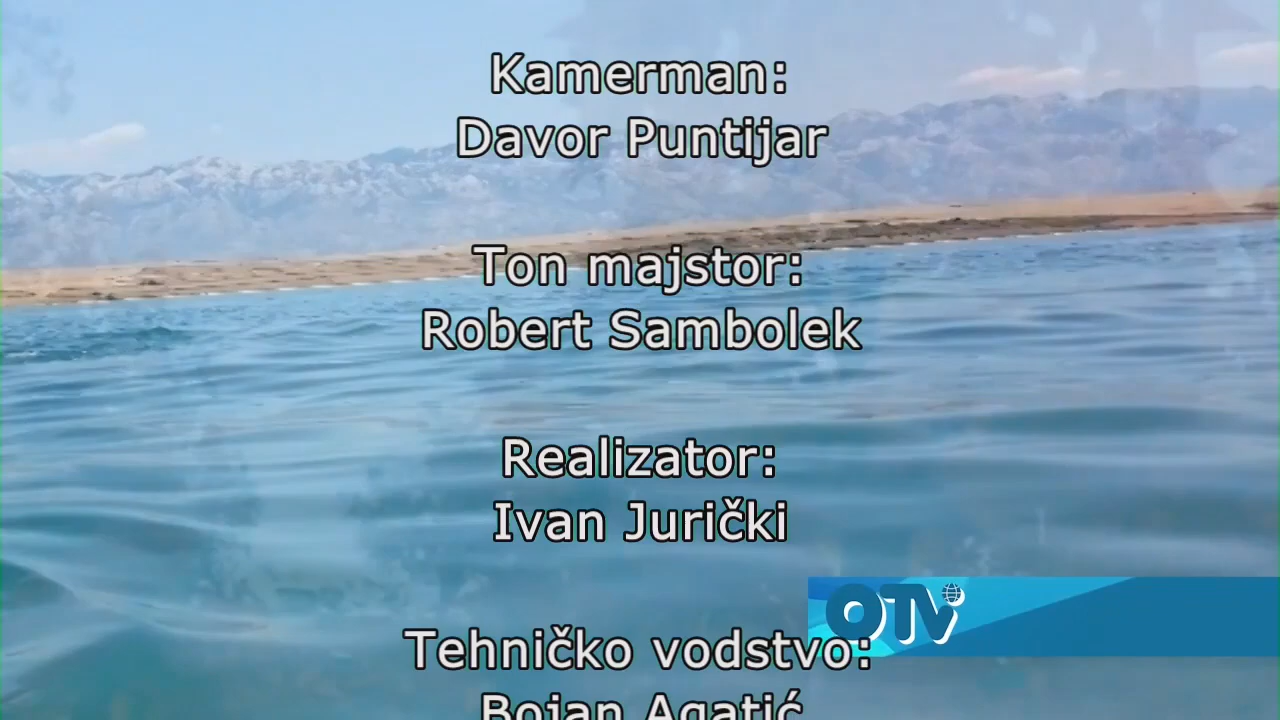 Kamerman:
Davor Puntijar
Ton majstor:
Robert Sambolek
Realizator:
Ivan Jurički
OTV
Tehničko vodstvo:
Bojan Agatić